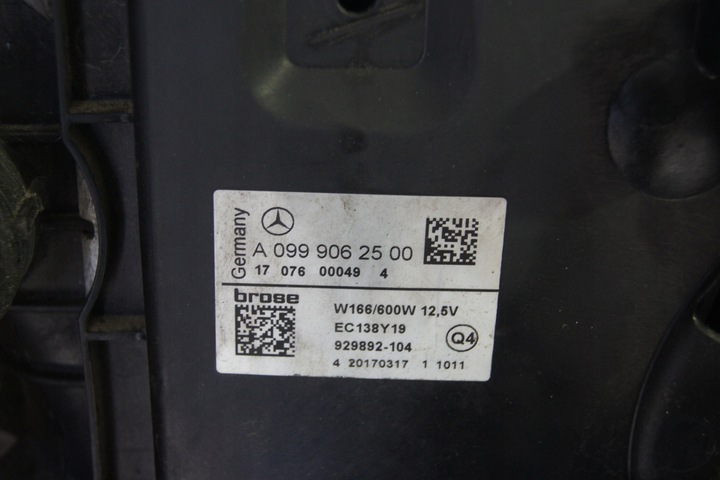 Germany
A 099 906 25 00
17 076 00049 4
brose
W166/600W 12,5V
EC138Y19
929892-104
Q4
4 20170317 1 1011